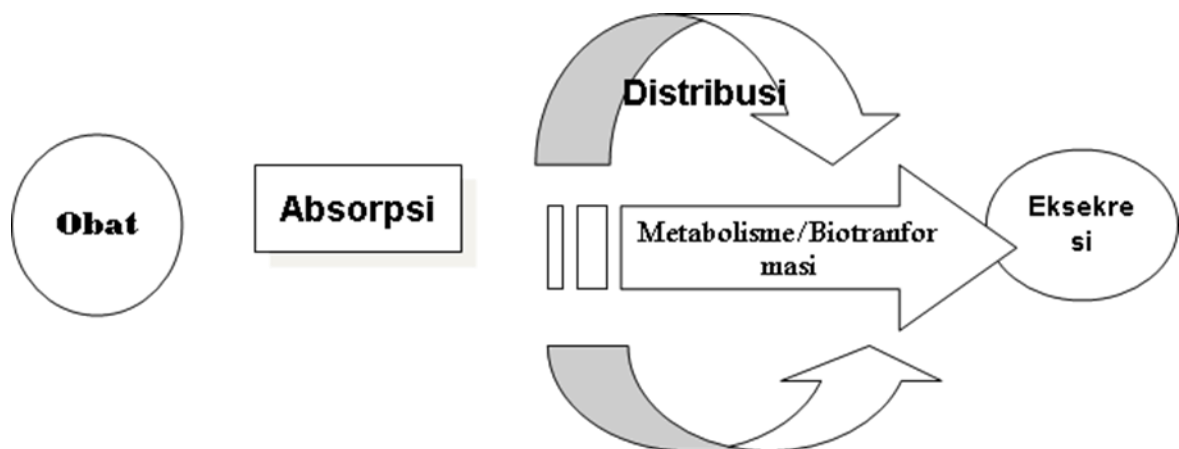 Obat
Absorpsi
Distribusi
Metabolisme/Biotranfor
masi
Eksekre
si